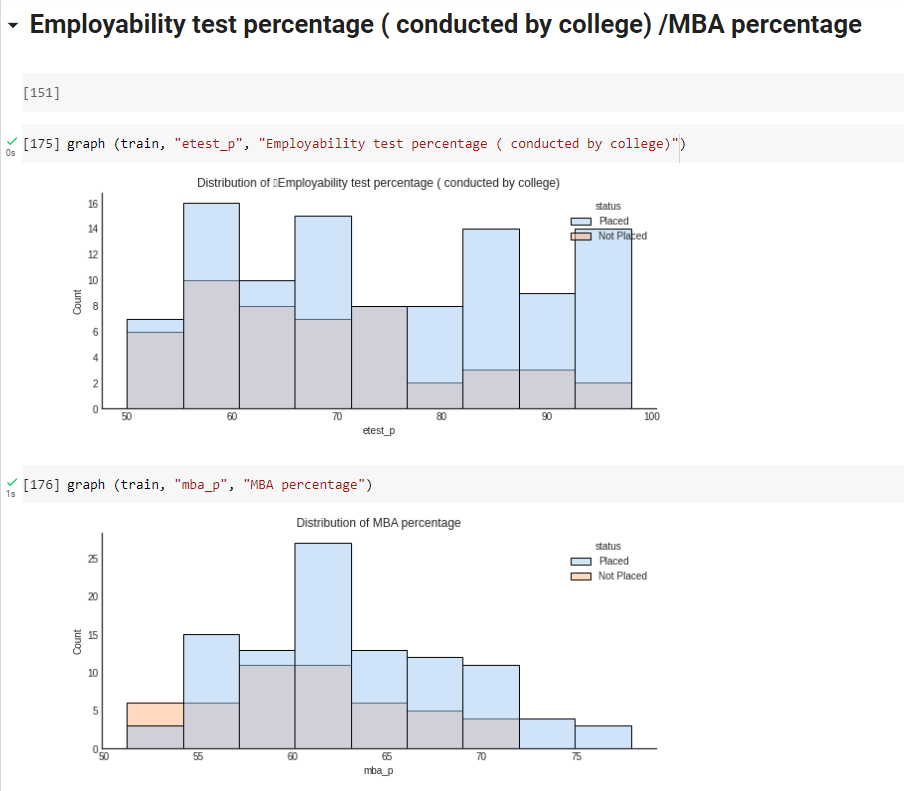 Employability test percentage ( conducted by college) /MBA percentage
[151]
[175] graph (train, "etest_p", "Employability test percentage ( conducted by college)")
0s
Distribution of Employability test percentage ( conducted by college)
status
Placed
Not Placed
16
14
12
10
8
6
4
2
0
Count
50 60 70 80 90 100
etest_p
[176] graph (train, "mba_p", "MBA percentage")
1s
Distribution of MBA percentage
status
Placed
Not Placed
25
20
15
10
5
0
Count
50 55 60 65 70 75
mba_p